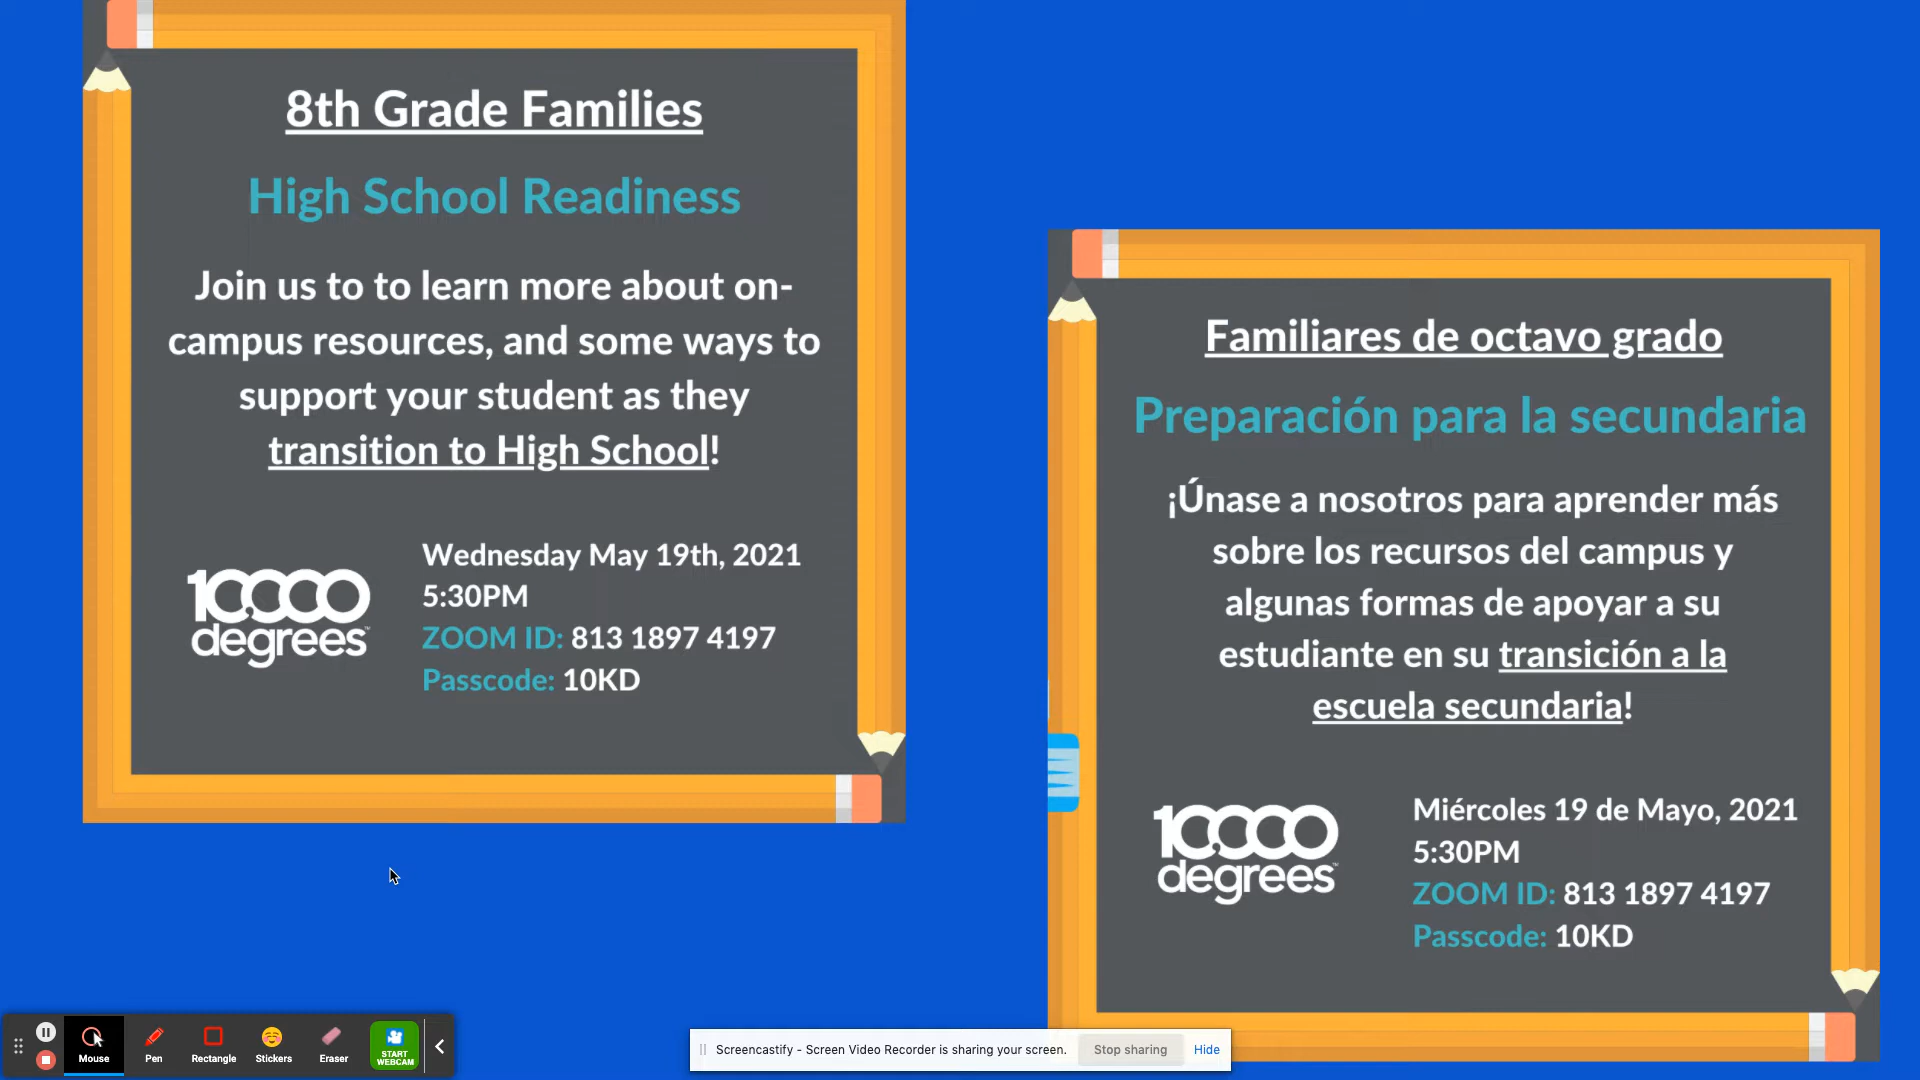 8th Grade Families
High School Readiness
Join us to to learn more about on-
campus resources, and some ways to
support your student as they
transition to High School!
10,000
degrees™
Wednesday May 19th, 2021
5:30PM
ZOOM ID: 813 1897 4197
Passcode: 10KD
Familiares de octavo grado
Preparación para la secundaria
¡Únase a nosotros para aprender más
sobre los recursos del campus y
algunas formas de apoyar a su
estudiante en su transición a la
escuela secundaria!
10,000
degrees™
Miércoles 19 de Mayo, 2021
5:30PM
ZOOM ID: 813 1897 4197
Passcode: 10KD
Mouse
Pen
Rectangle
Stickers
Eraser
START
WEBCAM
Screencastify - Screen Video Recorder is sharing your screen.
Stop sharing
Hide